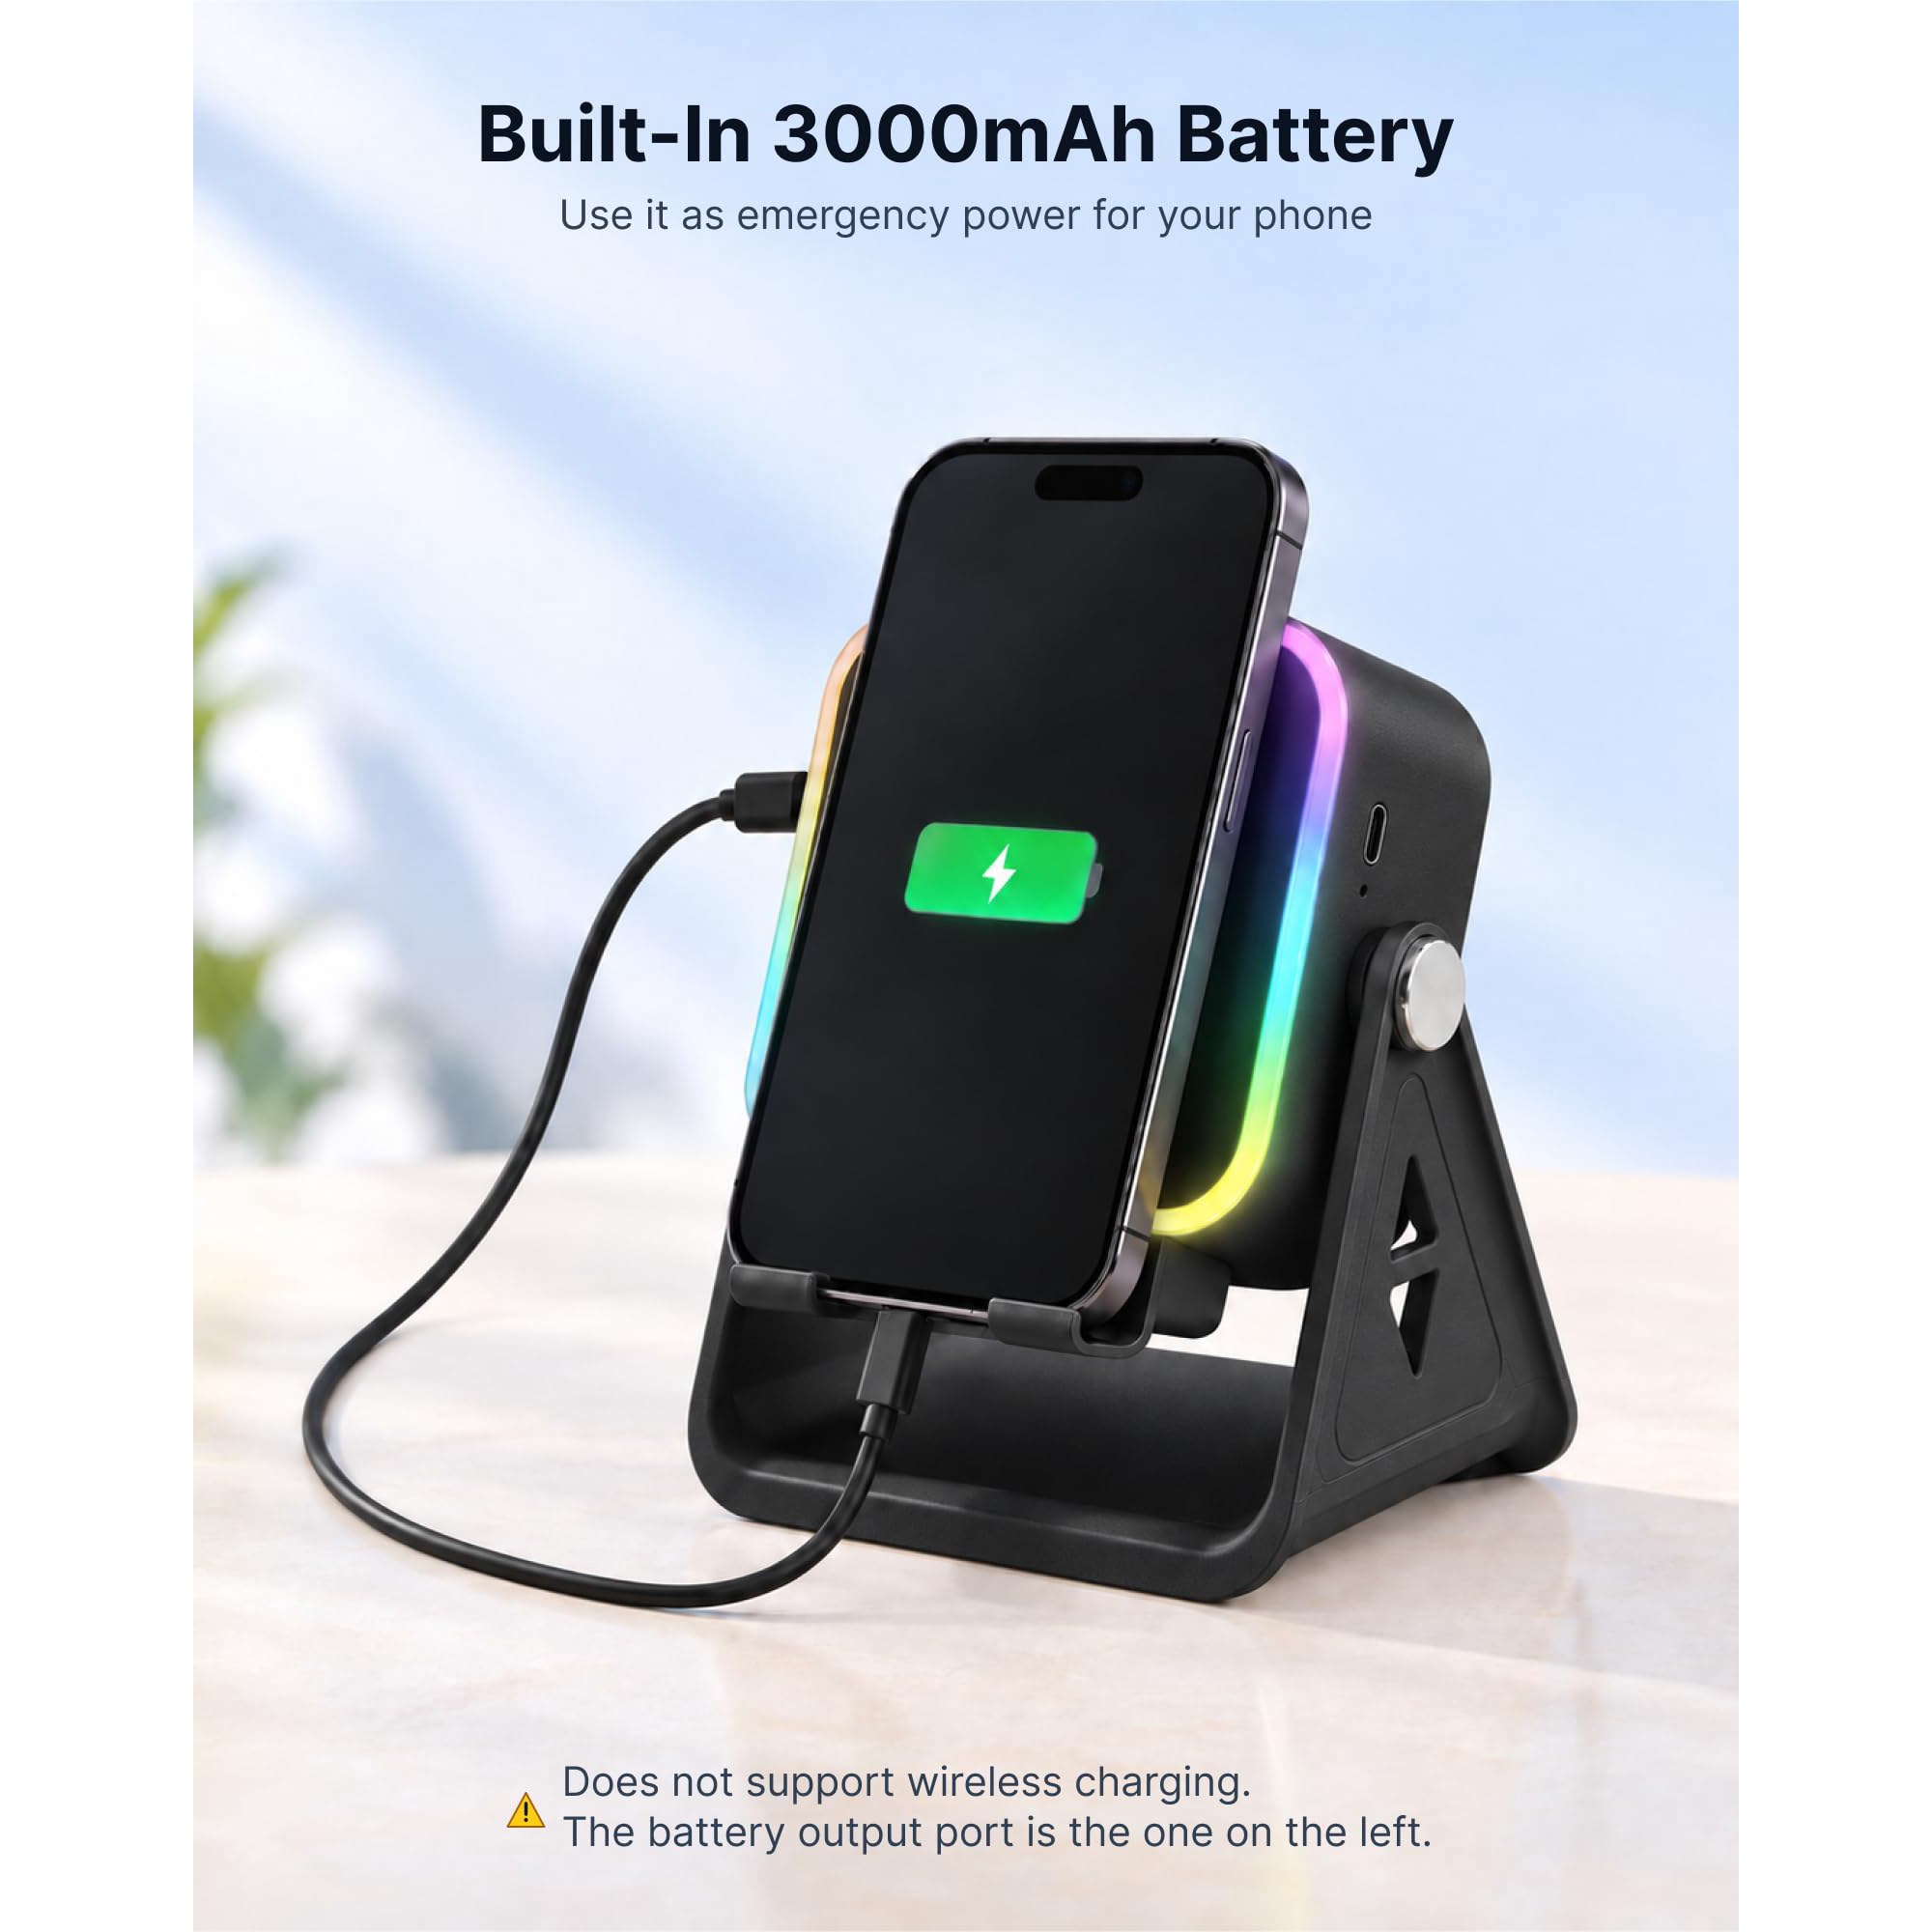 Built-In 3000mAh Battery
Use it as emergency power for your phone
Does not support wireless charging.
The battery output port is the one on the left.